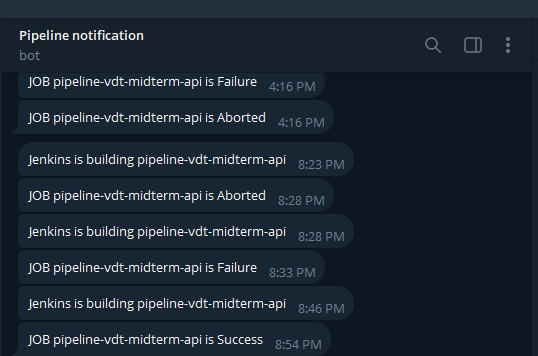 Pipeline notification
bot
JOB pipeline-vdt-midterm-api is Failure 4:16 PM
JOB pipeline-vdt-midterm-api is Aborted 4:16 PM
Jenkins is building pipeline-vdt-midterm-api 8:23 PM
JOB pipeline-vdt-midterm-api is Aborted 8:28 PM
Jenkins is building pipeline-vdt-midterm-api 8:28 PM
JOB pipeline-vdt-midterm-api is Failure 8:33 PM
Jenkins is building pipeline-vdt-midterm-api 8:46 PM
JOB pipeline-vdt-midterm-api is Success 8:54 PM